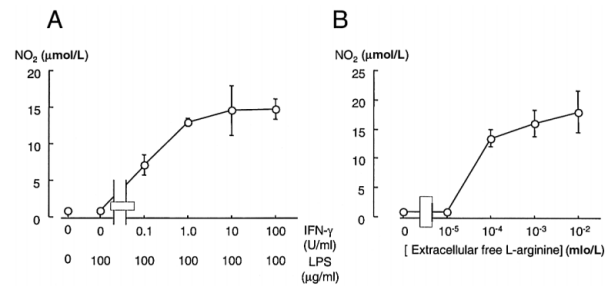 A
NO2 (μmol/L)
20
15
10
5
0
0 0 0.1 1.0 10 100 IFN-γ
(U/ml)
0 100 100 100 100 100 LPS
(μg/ml)
B
NO2 (μmol/L)
25
20
15
10
5
0
0 10⁻⁵ 10⁻⁴ 10⁻³ 10⁻²
[ Extracellular free L-arginine] (mlo/L)